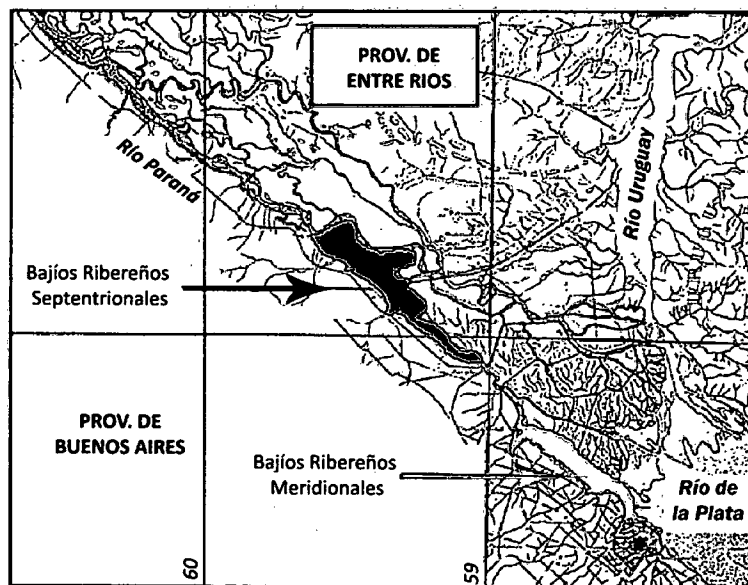 PROV. DE
ENTRE RIOS
Río Paraná
Río Uruguay
Bajíos Ribereños
Septentrionales
PROV. DE
BUENOS AIRES
Bajíos Ribereños
Meridionales
Río de
la Plata
60
59